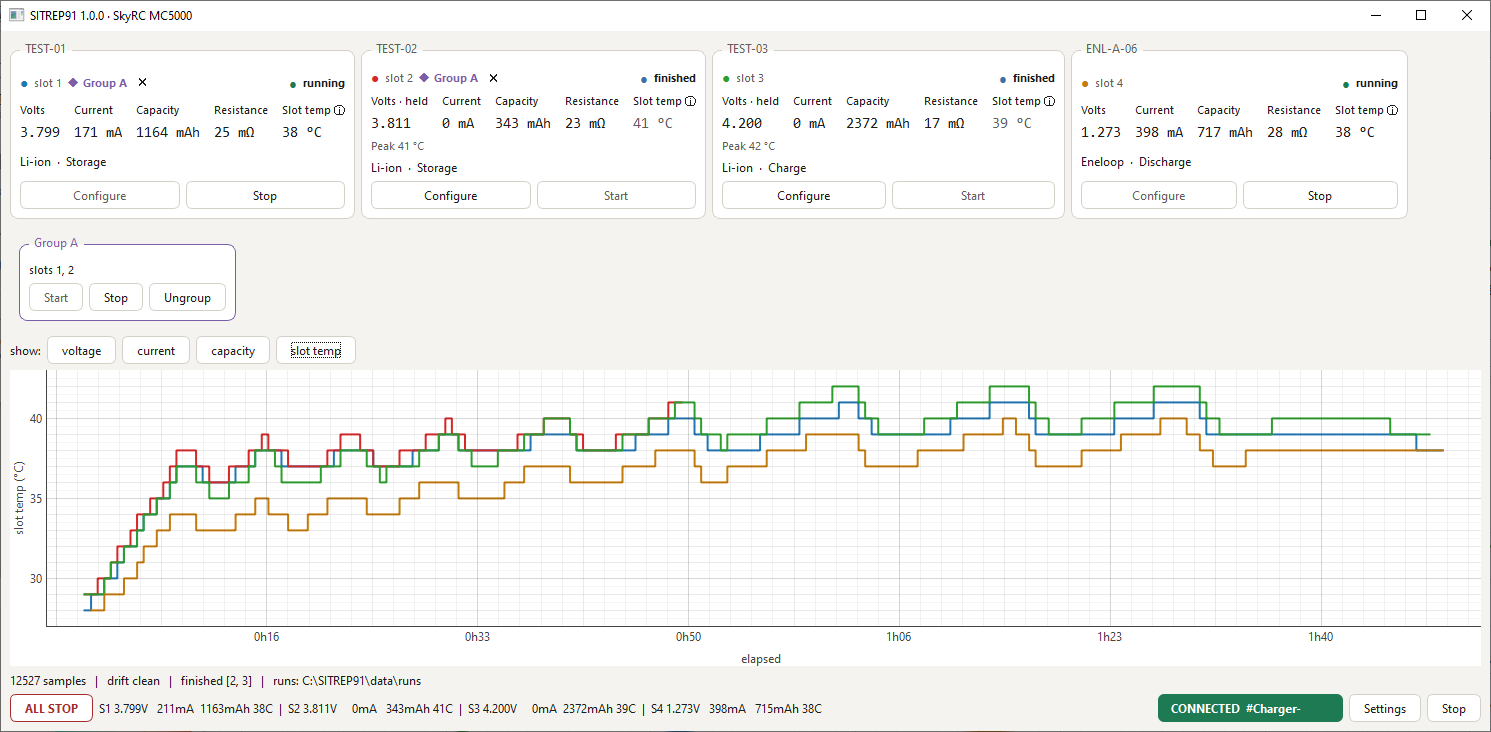 SITREP91 1.0.0 · SkyRC MC5000
TEST-01 TEST-02 TEST-03 ENL-A-06
slot 1 ◆ Group A ✕ ● running
Volts Current Capacity Resistance Slot temp ⓘ
3.799 171 mA 1164 mAh 25 mΩ 38 °C
Li-ion · Storage
Configure Stop
slot 2 ◆ Group A ✕ ● finished
Volts · held Current Capacity Resistance Slot temp ⓘ
3.811 0 mA 343 mAh 23 mΩ 41 °C
Peak 41 °C
Li-ion · Storage
Configure Start
slot 3 ● finished
Volts · held Current Capacity Resistance Slot temp ⓘ
4.200 0 mA 2372 mAh 17 mΩ 39 °C
Peak 42 °C
Li-ion · Charge
Configure Start
slot 4 ● running
Volts Current Capacity Resistance Slot temp ⓘ
1.273 398 mA 717 mAh 28 mΩ 38 °C
Eneloop · Discharge
Configure Stop
Group A
slots 1, 2
Start Stop Ungroup
show: voltage current capacity slot temp
slot temp (°C)
40
35
30
0h16 0h33 0h50 1h06 1h23 1h40
elapsed
12527 samples | drift clean | finished [2, 3] | runs: C:\SITREP91\data\runs
ALL STOP S1 3.799V 211mA 1163mAh 38C | S2 3.811V 0mA 343mAh 41C | S3 4.200V 0mA 2372mAh 39C | S4 1.273V 398mA 715mAh 38C CONNECTED #Charger- Settings Stop